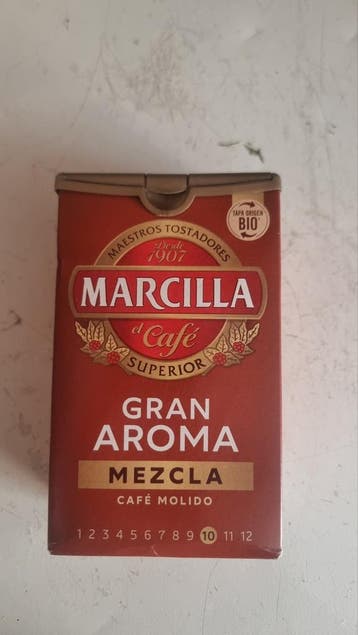 TAPA ORIGEN
BIO
MAESTROS TOSTADORES
Desde
1907
MARCILLA
el Café
SUPERIOR
GRAN
AROMA
MEZCLA
CAFÉ MOLIDO
1 2 3 4 5 6 7 8 9 10 11 12